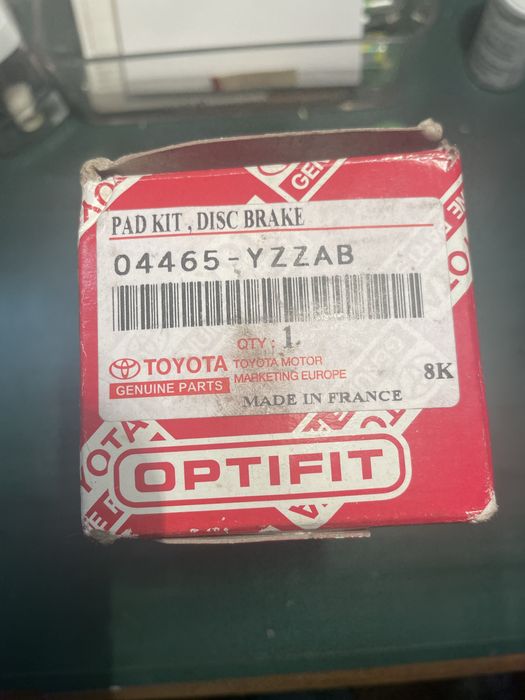 GEN
PAD KIT , DISC BRAKE
04465-YZZAB
QTY : 1.
TOYOTA
GENUINE PARTS
TOYOTA MOTOR
MARKETING EUROPE
8K
MADE IN FRANCE
OPTIFIT